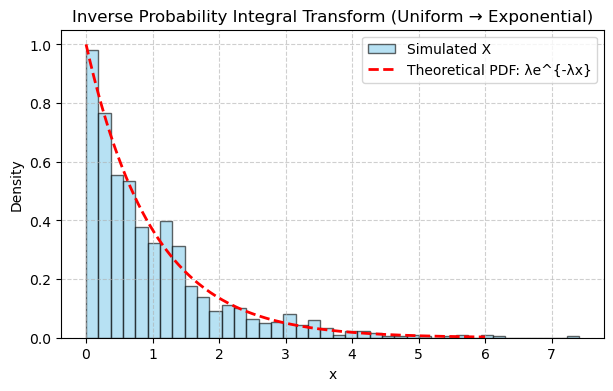 Inverse Probability Integral Transform (Uniform → Exponential)
Simulated X
Theoretical PDF: λe^{-λx}
1.0
0.8
0.6
0.4
0.2
0.0
Density
0 1 2 3 4 5 6 7
x